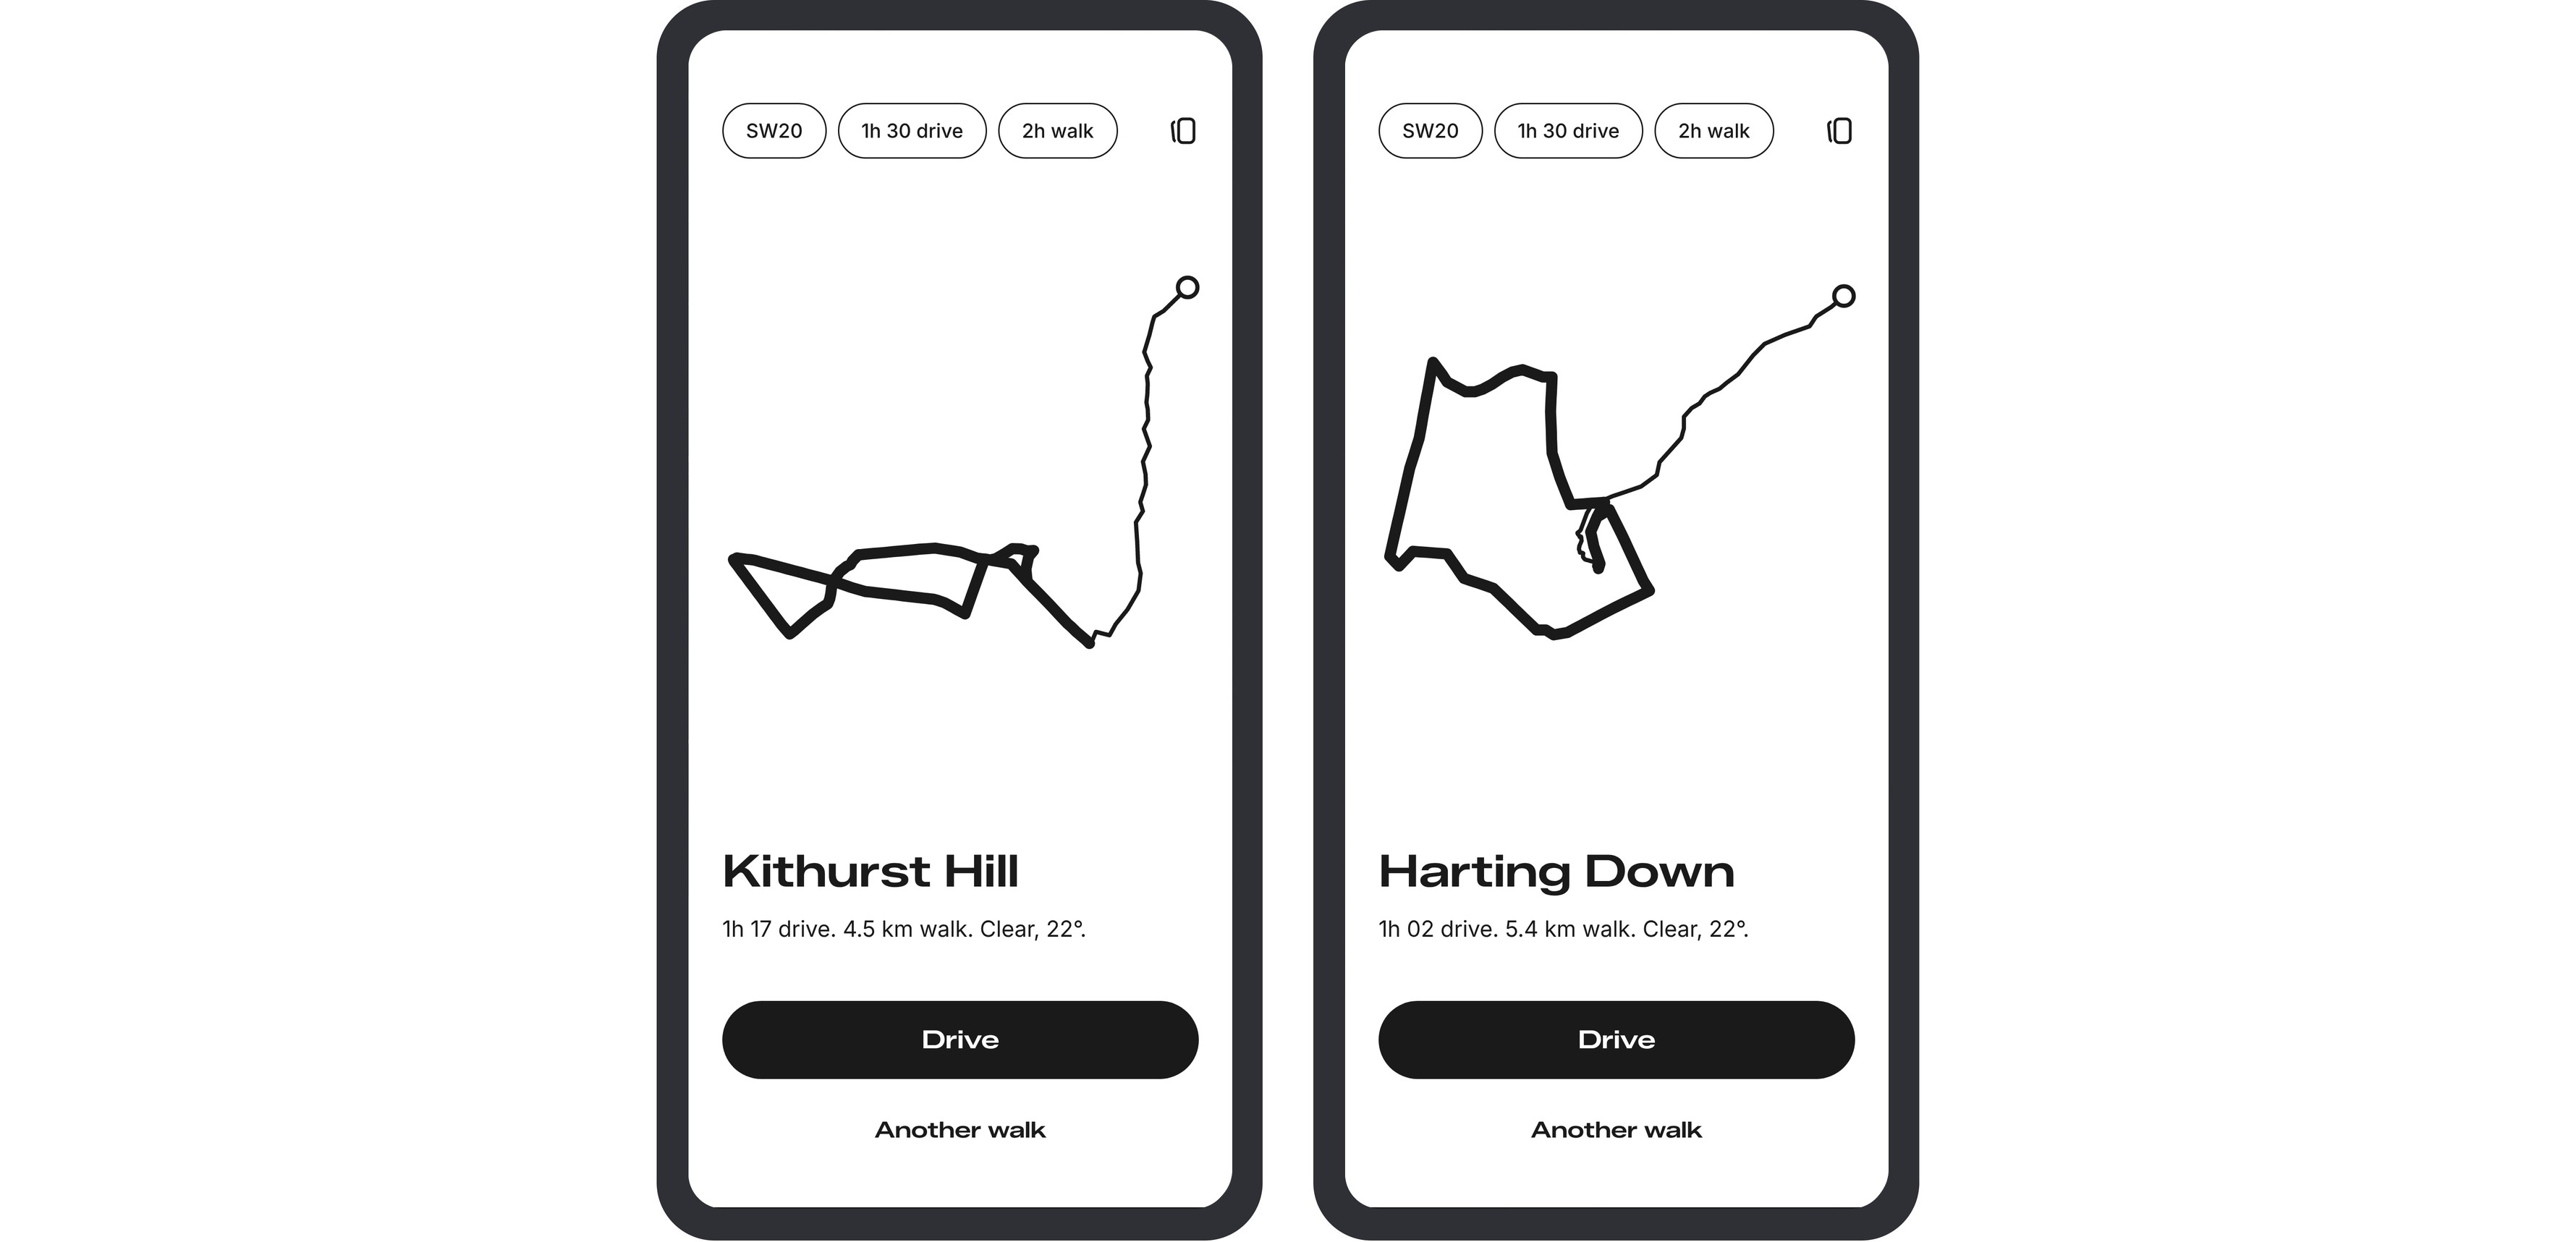 SW20 1h 30 drive 2h walk
Kithurst Hill
1h 17 drive. 4.5 km walk. Clear, 22°.
Drive
Another walk
SW20 1h 30 drive 2h walk
Harting Down
1h 02 drive. 5.4 km walk. Clear, 22°.
Drive
Another walk